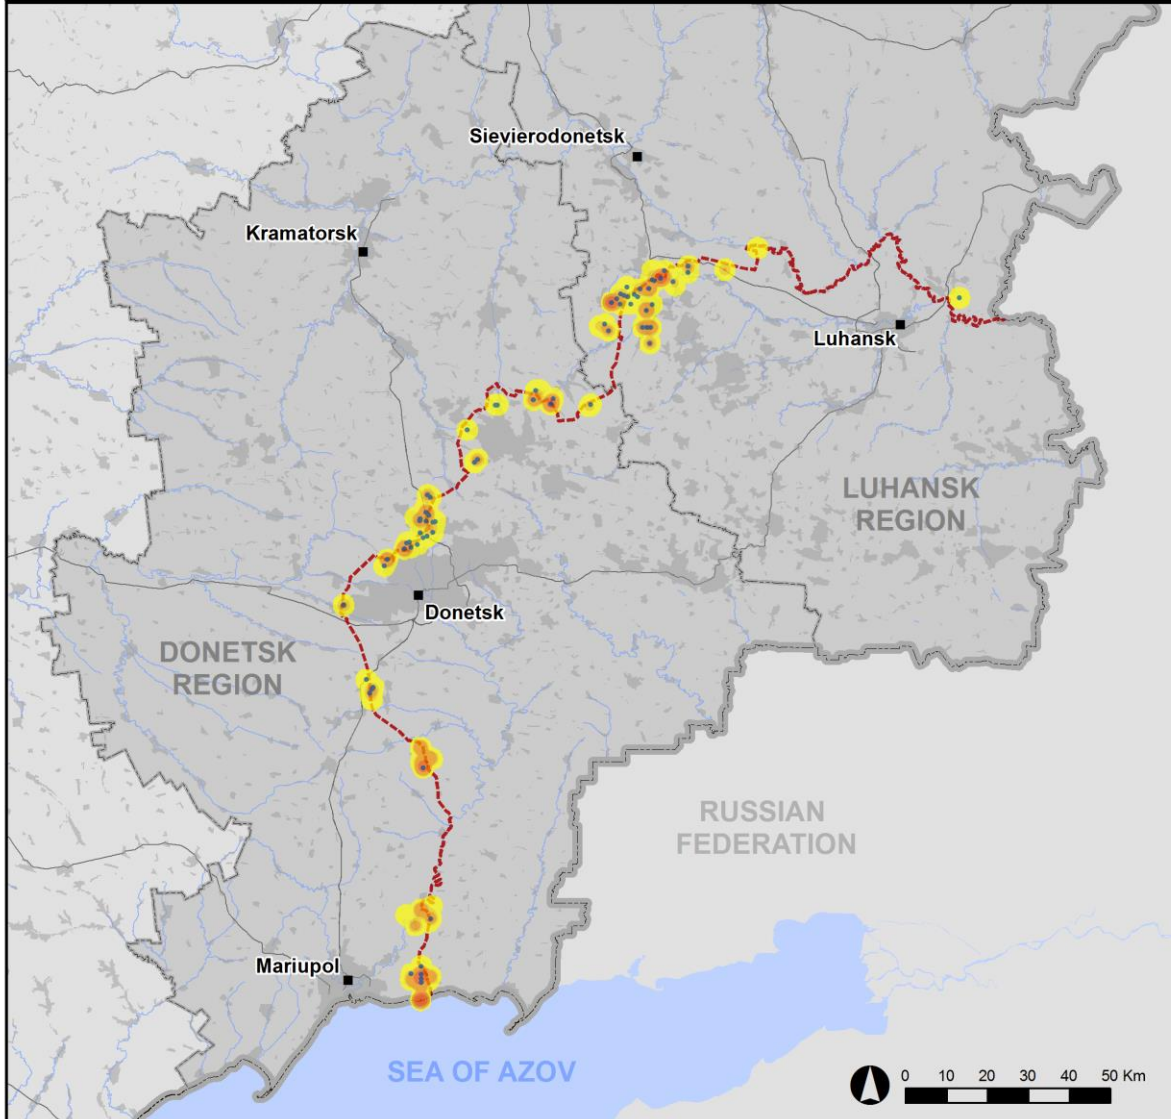 Sievierodonetsk
Kramatorsk
Luhansk
LUHANSK
REGION
Donetsk
DONETSK
REGION
RUSSIAN
FEDERATION
Mariupol
SEA OF AZOV
0 10 20 30 40 50 Km